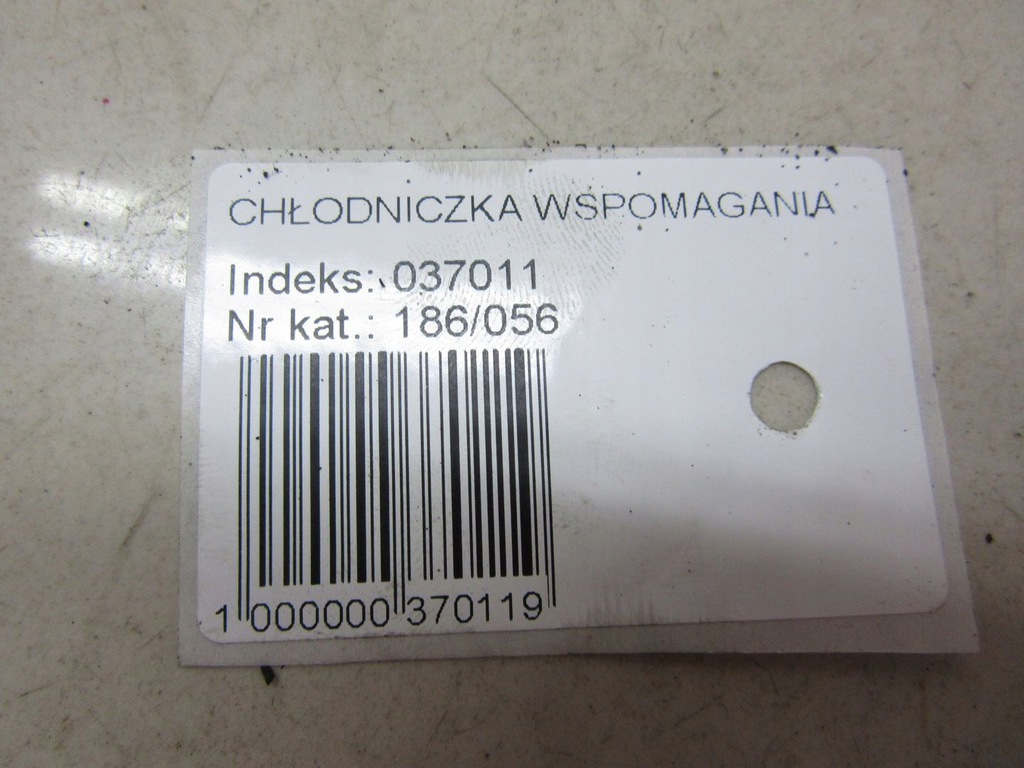 CHŁODNICZKA WSPOMAGANIA
Indeks: 037011
Nr kat.: 186/056
1 000000 370119